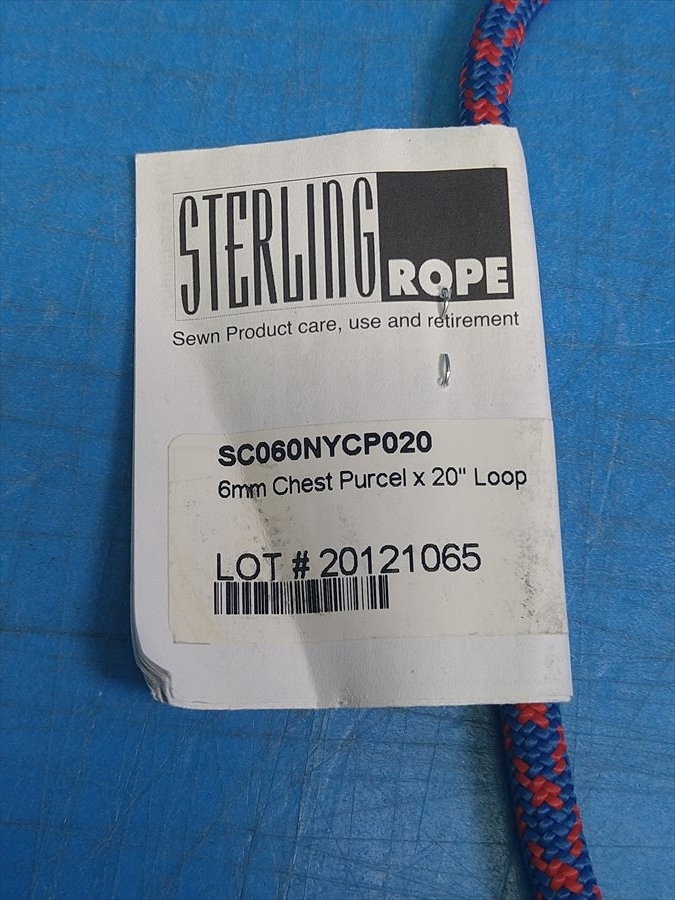 STERLING
ROPE
Sewn Product care, use and retirement
SC060NYCP020
6mm Chest Purcel x 20" Loop
LOT # 20121065